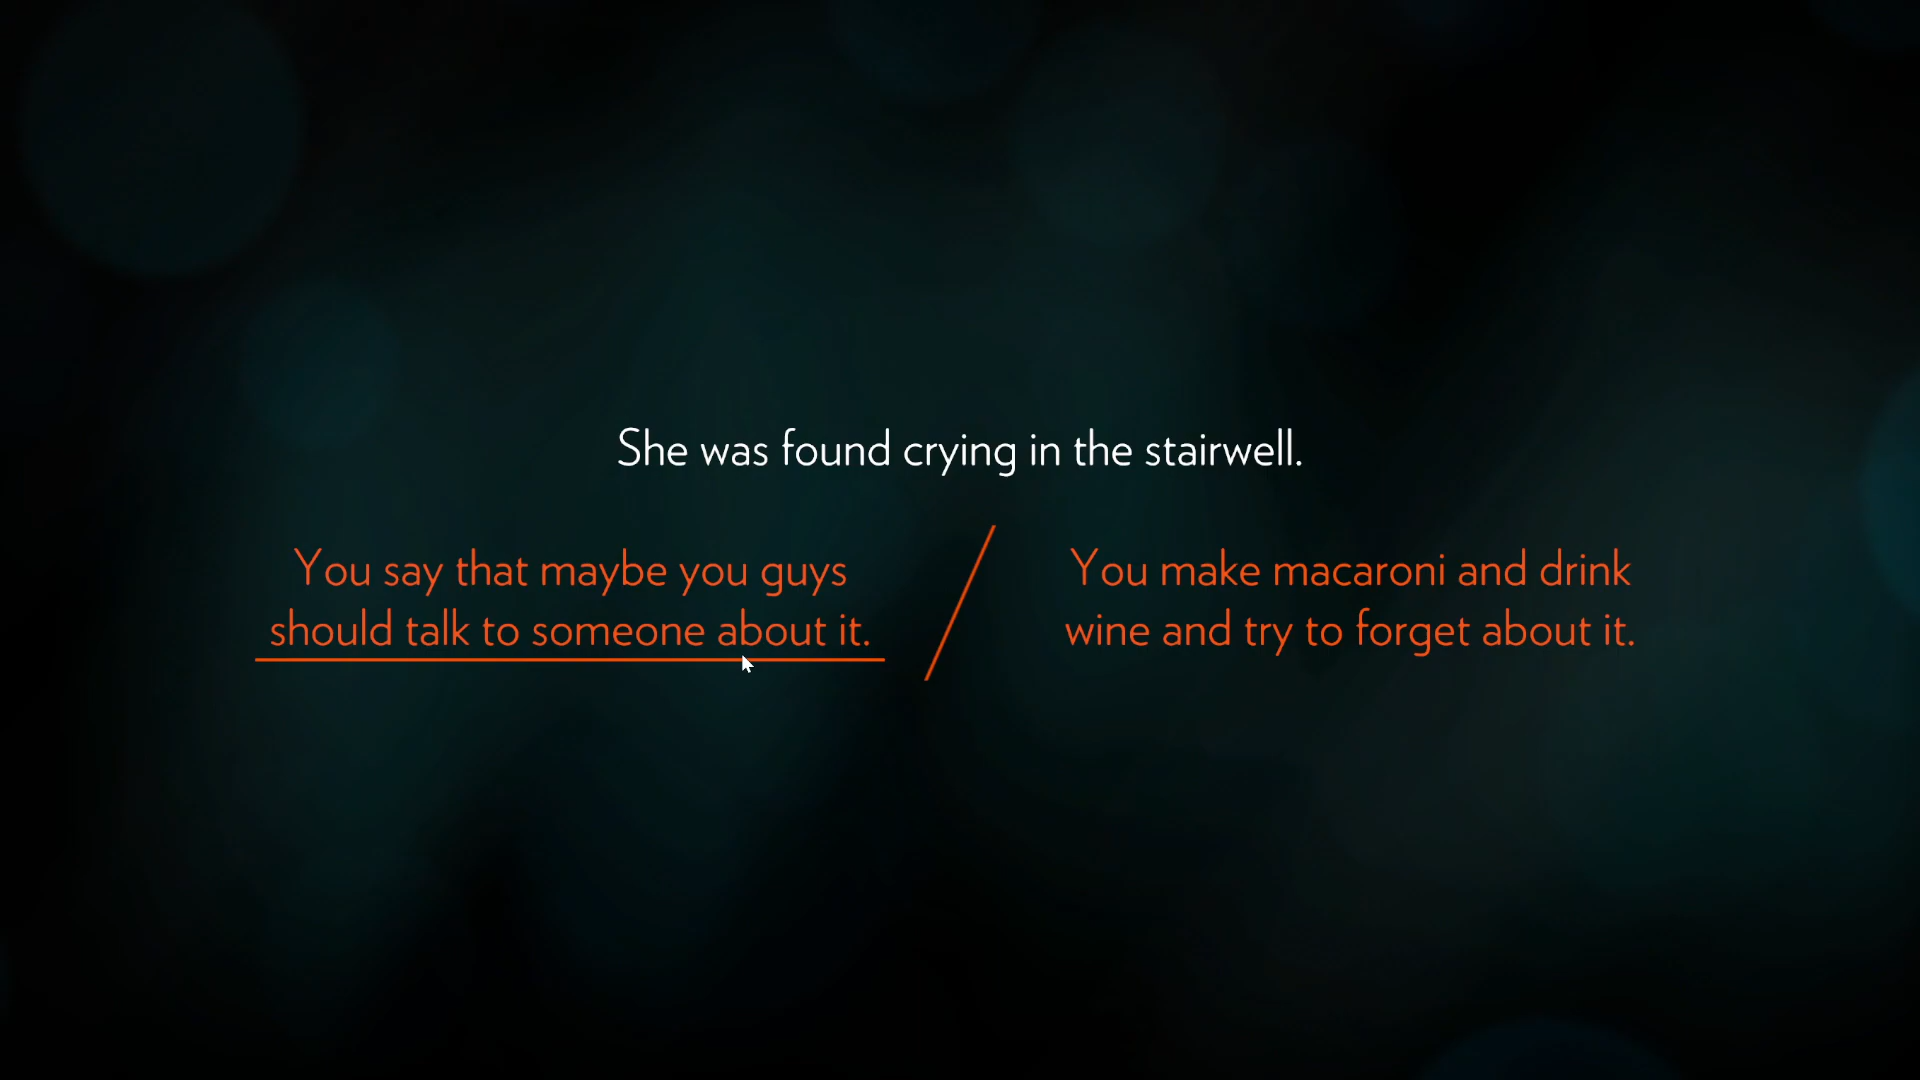 She was found crying in the stairwell.
You say that maybe you guys
should talk to someone about it.
You make macaroni and drink
wine and try to forget about it.